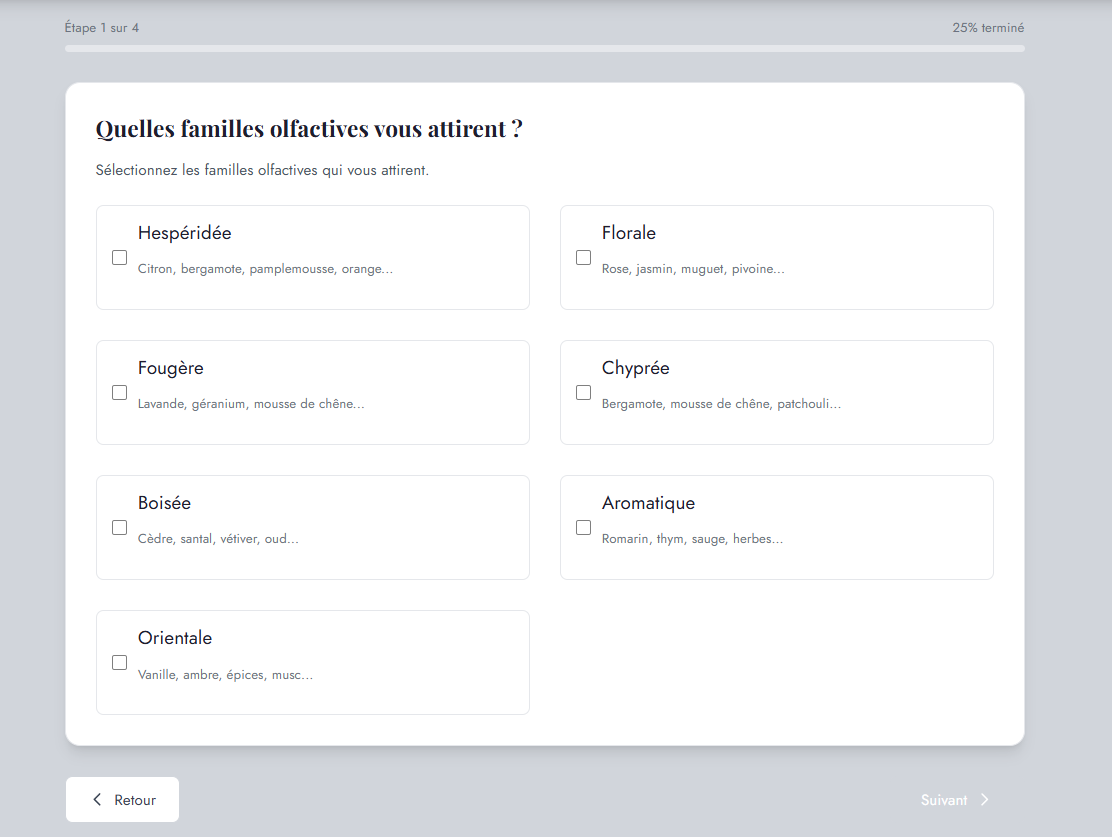 Étape 1 sur 4
25% terminé
Quelles familles olfactives vous attirent ?
Sélectionnez les familles olfactives qui vous attirent.
Hespéridée
Citron, bergamote, pamplemousse, orange...
Florale
Rose, jasmin, muguet, pivoine...
Fougère
Lavande, géranium, mousse de chêne...
Chyprée
Bergamote, mousse de chêne, patchouli...
Boisée
Cèdre, santal, vétiver, oud...
Aromatique
Romarin, thym, sauge, herbes...
Orientale
Vanille, ambre, épices, musc...
Retour
Suivant